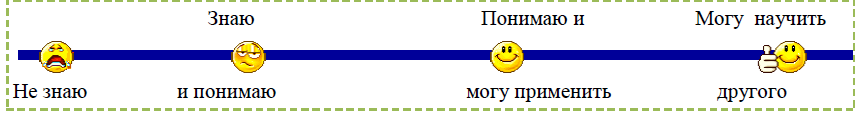 Знаю Понимаю и Могу научить
Не знаю и понимаю могу применить другого